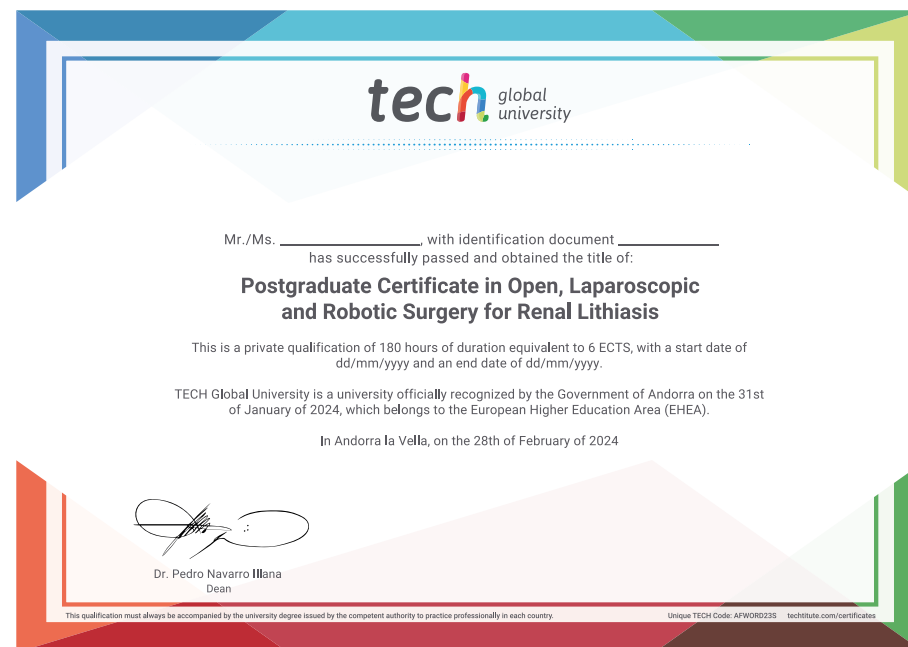 tech global
university
Mr./Ms. ____________________, with identification document ______________
has successfully passed and obtained the title of:
Postgraduate Certificate in Open, Laparoscopic
and Robotic Surgery for Renal Lithiasis
This is a private qualification of 180 hours of duration equivalent to 6 ECTS, with a start date of
dd/mm/yyyy and an end date of dd/mm/yyyy.
TECH Global University is a university officially recognized by the Government of Andorra on the 31st
of January of 2024, which belongs to the European Higher Education Area (EHEA).
In Andorra la Vella, on the 28th of February of 2024
Dr. Pedro Navarro Illana
Dean
This qualification must always be accompanied by the university degree issued by the competent authority to practice professionally in each country.
Unique TECH Code: AFWORD23S techtitute.com/certificates